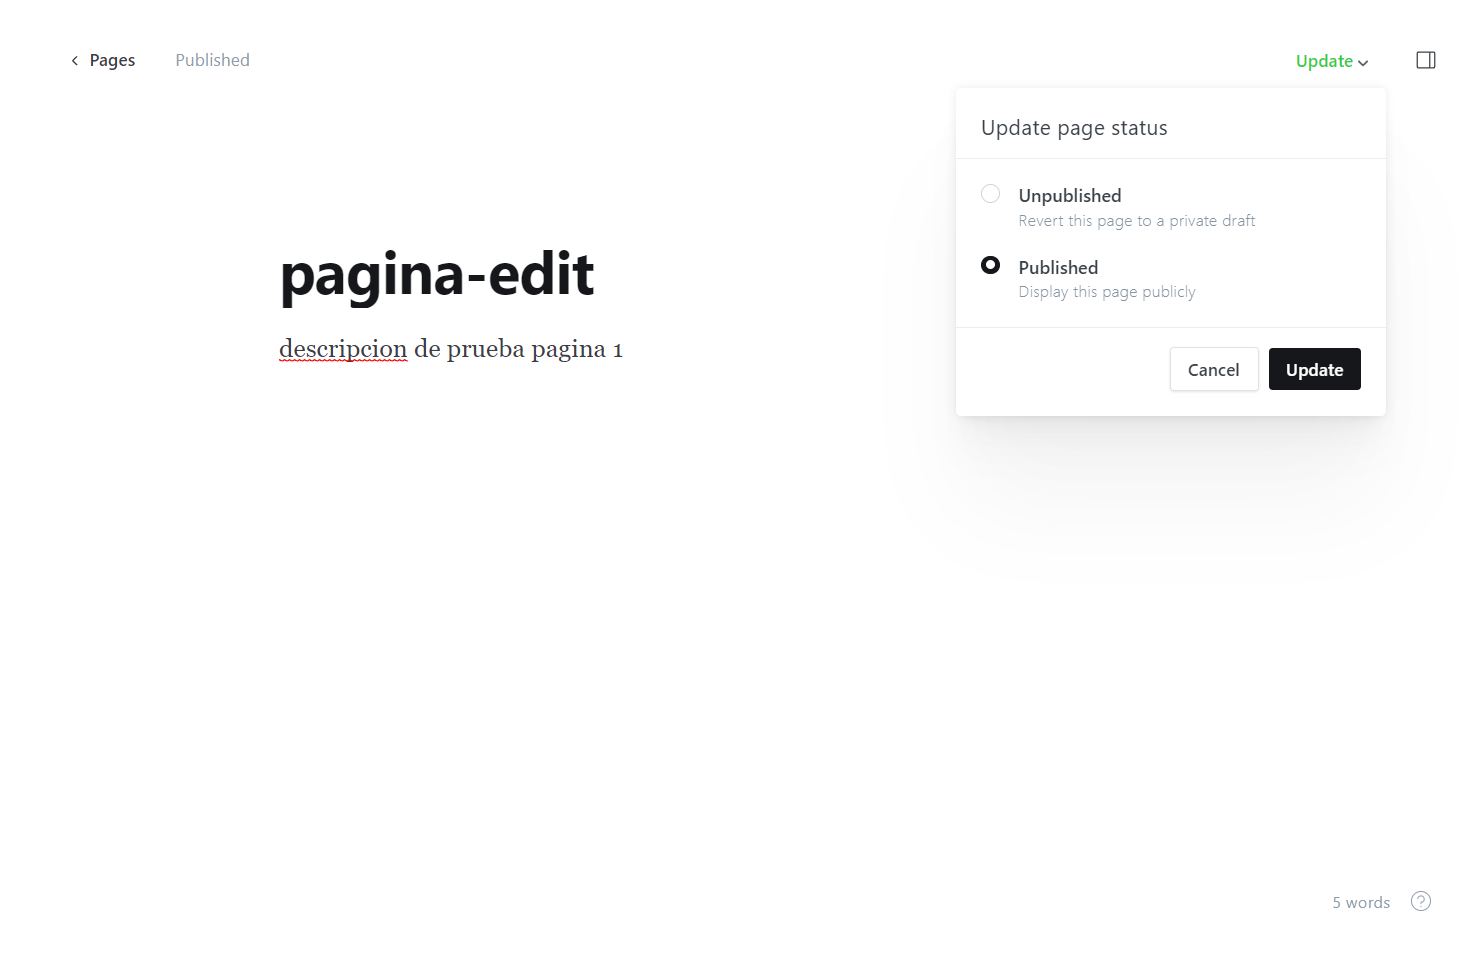 Pages
Published
Update
Update page status
Unpublished
Revert this page to a private draft
Published
Display this page publicly
Cancel
Update
pagina-edit
descripcion de prueba pagina 1
5 words
?